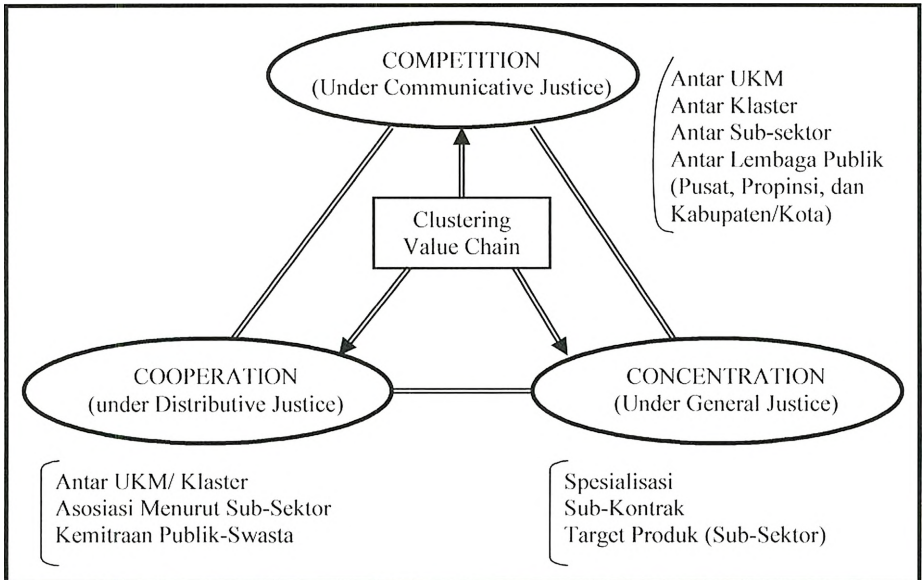 COMPETITION
(Under Communicative Justice)
Antar UKM
Antar Klaster
Antar Sub-sektor
Antar Lembaga Publik
(Pusat, Propinsi, dan
Kabupaten/Kota)
Clustering
Value Chain
COOPERATION
(under Distributive Justice)
CONCENTRATION
(Under General Justice)
Antar UKM/ Klaster
Asosiasi Menurut Sub-Sektor
Kemitraan Publik-Swasta
Spesialisasi
Sub-Kontrak
Target Produk (Sub-Sektor)